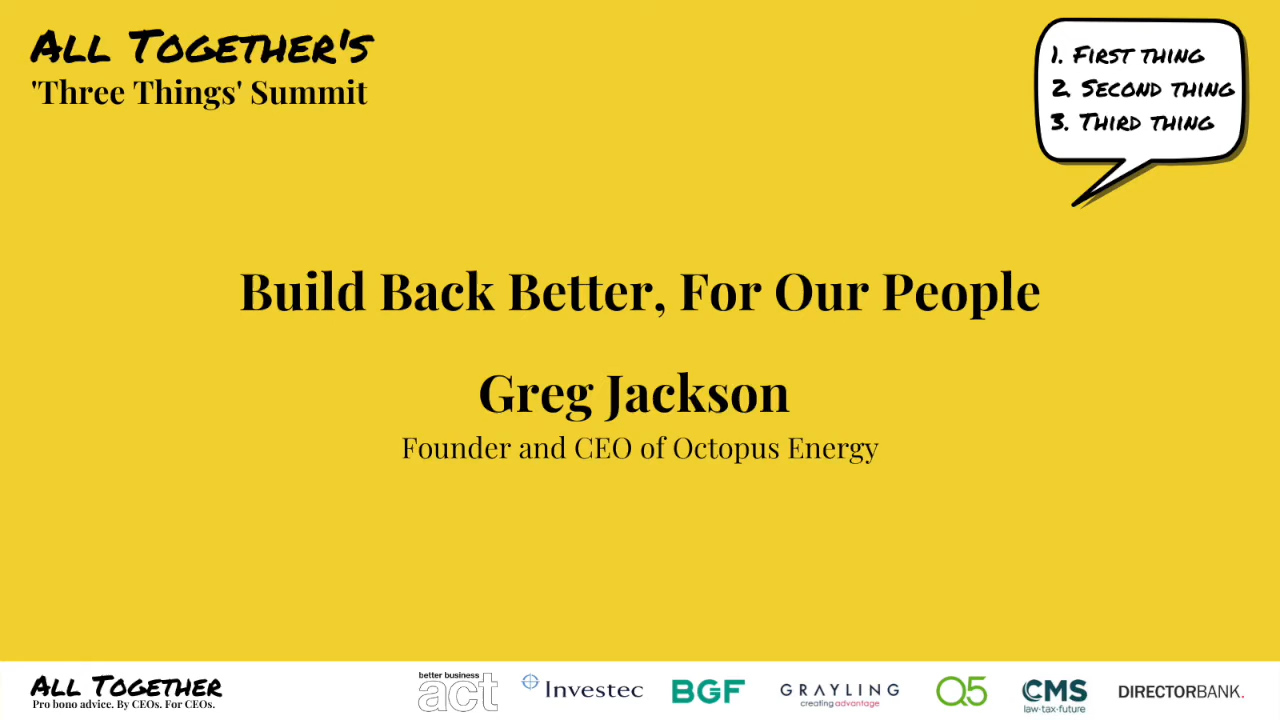 All Together's
'Three Things' Summit
1. First thing
2. Second thing
3. Third thing
Build Back Better, For Our People
Greg Jackson
Founder and CEO of Octopus Energy
All Together
Pro bono advice. By CEOs. For CEOs.
better business
act
Investec
BGF
GRAYLING
creating advantage
Q5
CMS
law·tax·future
DIRECTORBANK.